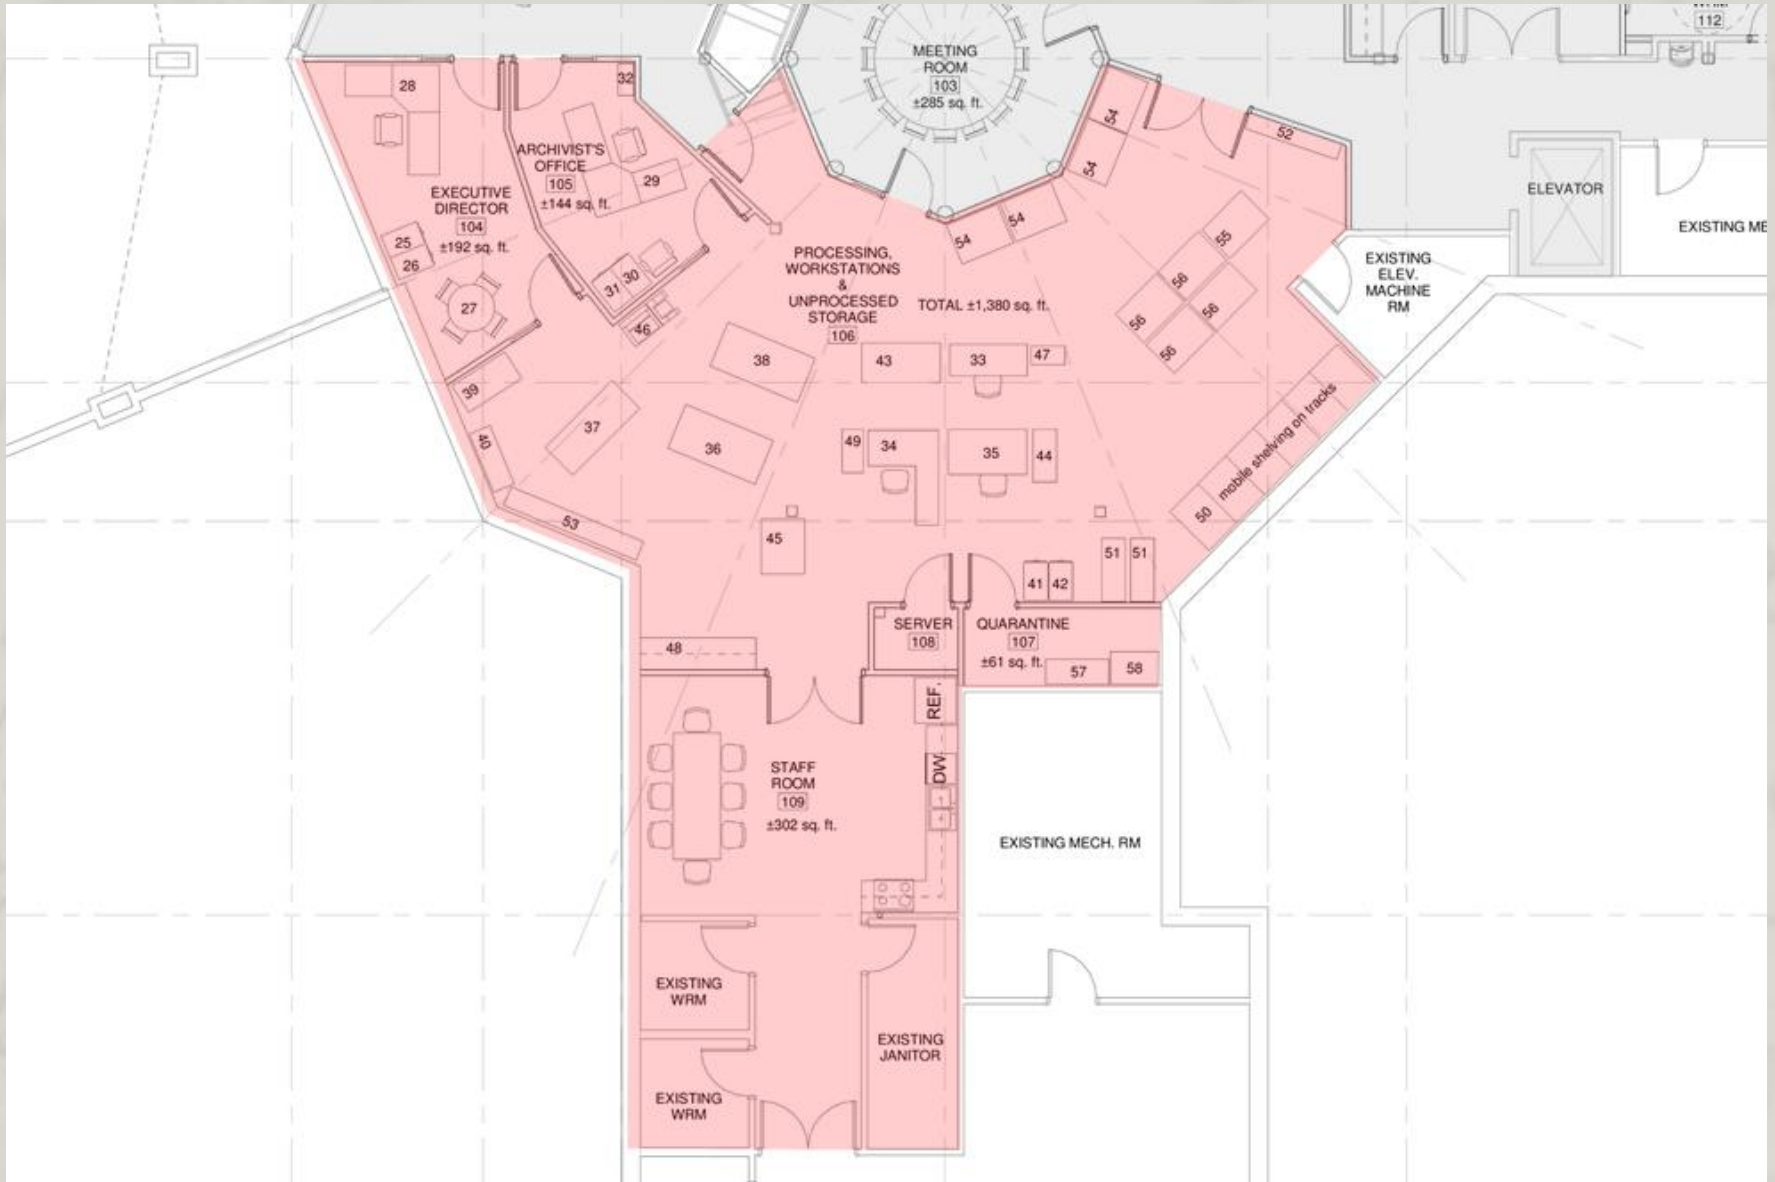 112
MEETING
ROOM
103
±285 sq. ft.
28
32
54
52
ARCHIVIST'S
OFFICE
105
±144 sq. ft.
29
54
EXECUTIVE
DIRECTOR
104
±192 sq. ft.
ELEVATOR
EXISTING ME
25
26
54
54
55
PROCESSING,
WORKSTATIONS
&
UNPROCESSED
STORAGE
106
TOTAL ±1,380 sq. ft.
EXISTING
ELEV.
MACHINE
RM
31
30
27
46
56
56
56
56
38
43
33
47
39
37
40
36
49
34
35
44
mobile shelving on tracks
50
53
45
51
51
41
42
SERVER
108
QUARANTINE
107
±61 sq. ft.
57
58
48
REF.
STAFF
ROOM
109
±302 sq. ft.
DW.
EXISTING MECH. RM
EXISTING
WRM
EXISTING
JANITOR
EXISTING
WRM